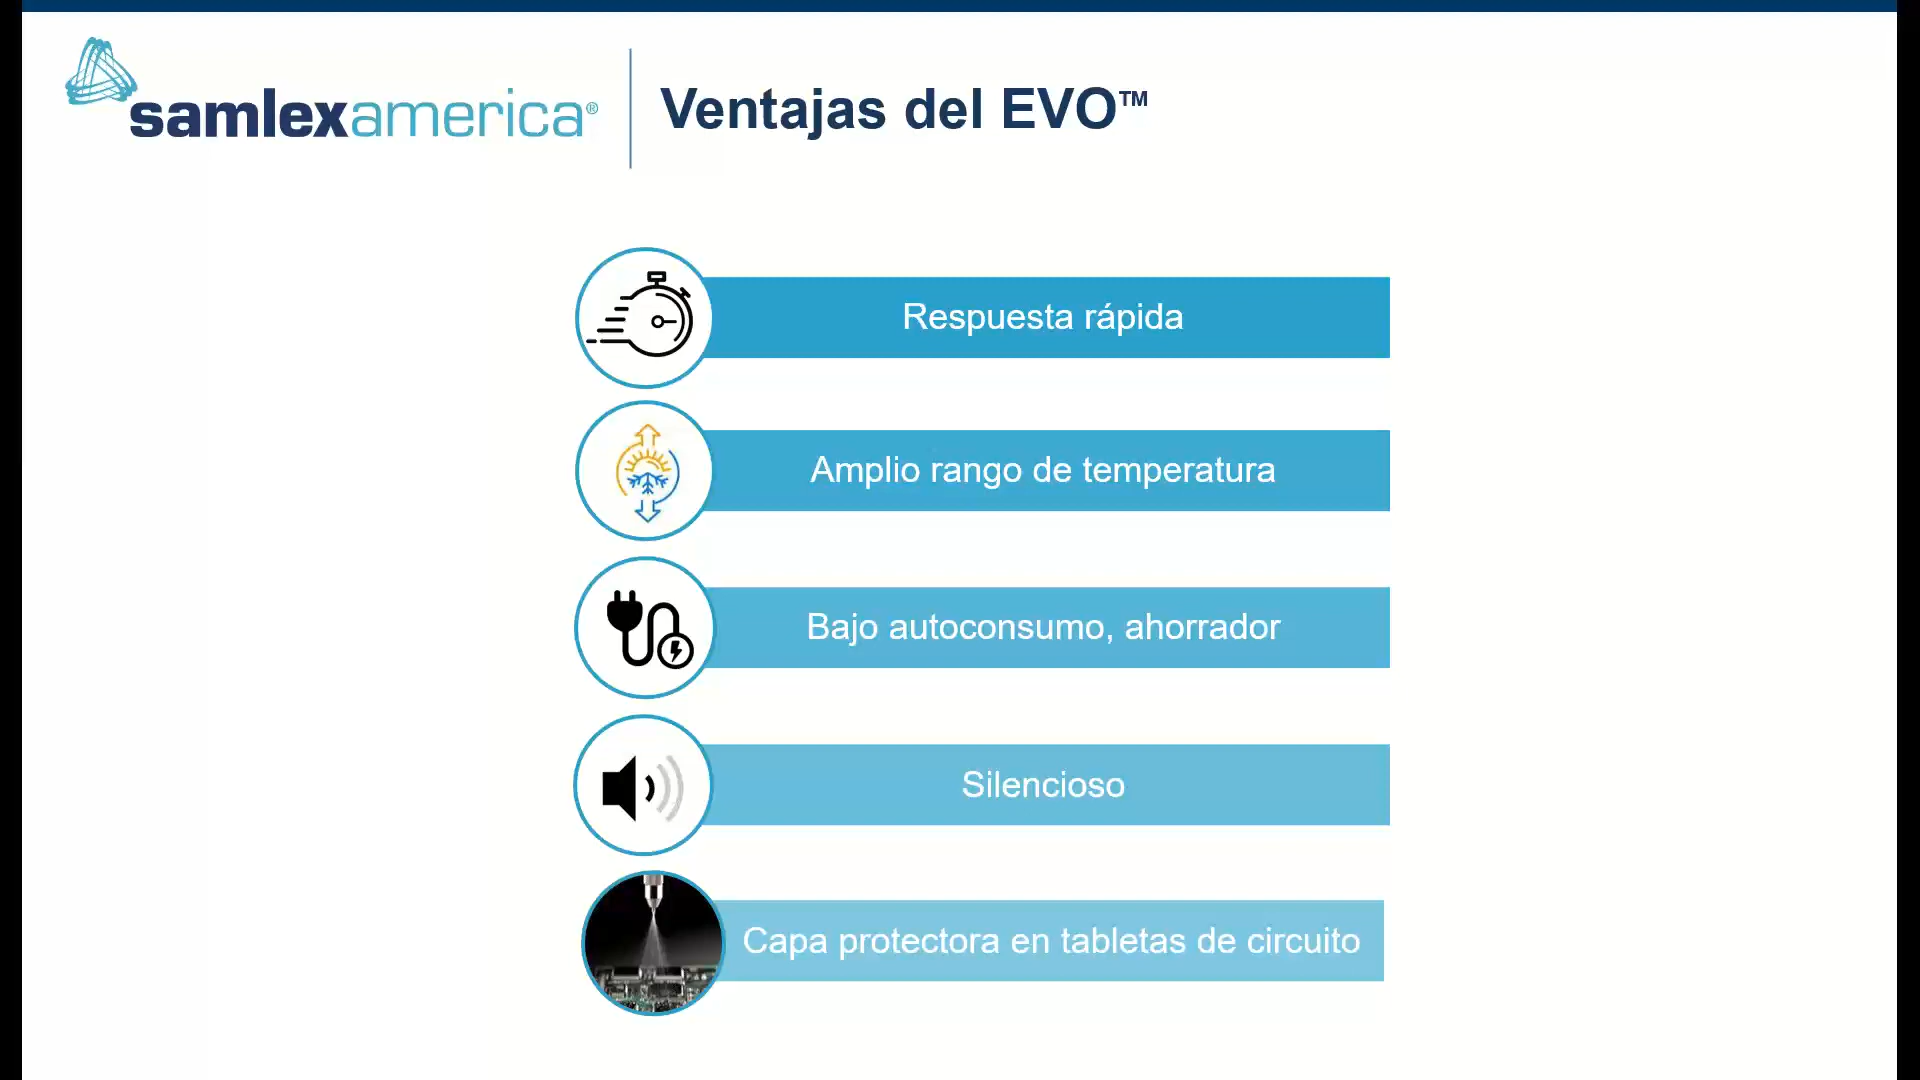 samlexamerica®
Ventajas del EVO™
Respuesta rápida
Amplio rango de temperatura
Bajo autoconsumo, ahorrador
Silencioso
Capa protectora en tabletas de circuito